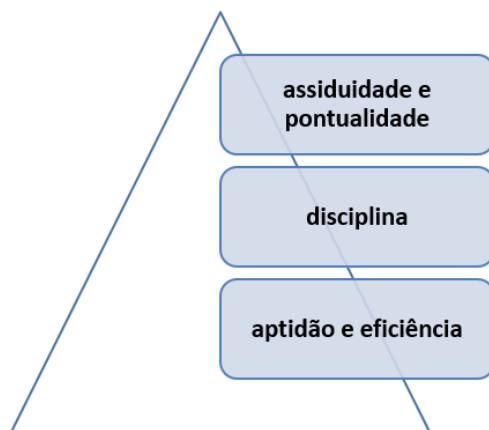 assiduidade e
pontualidade
disciplina
aptidão e eficiência